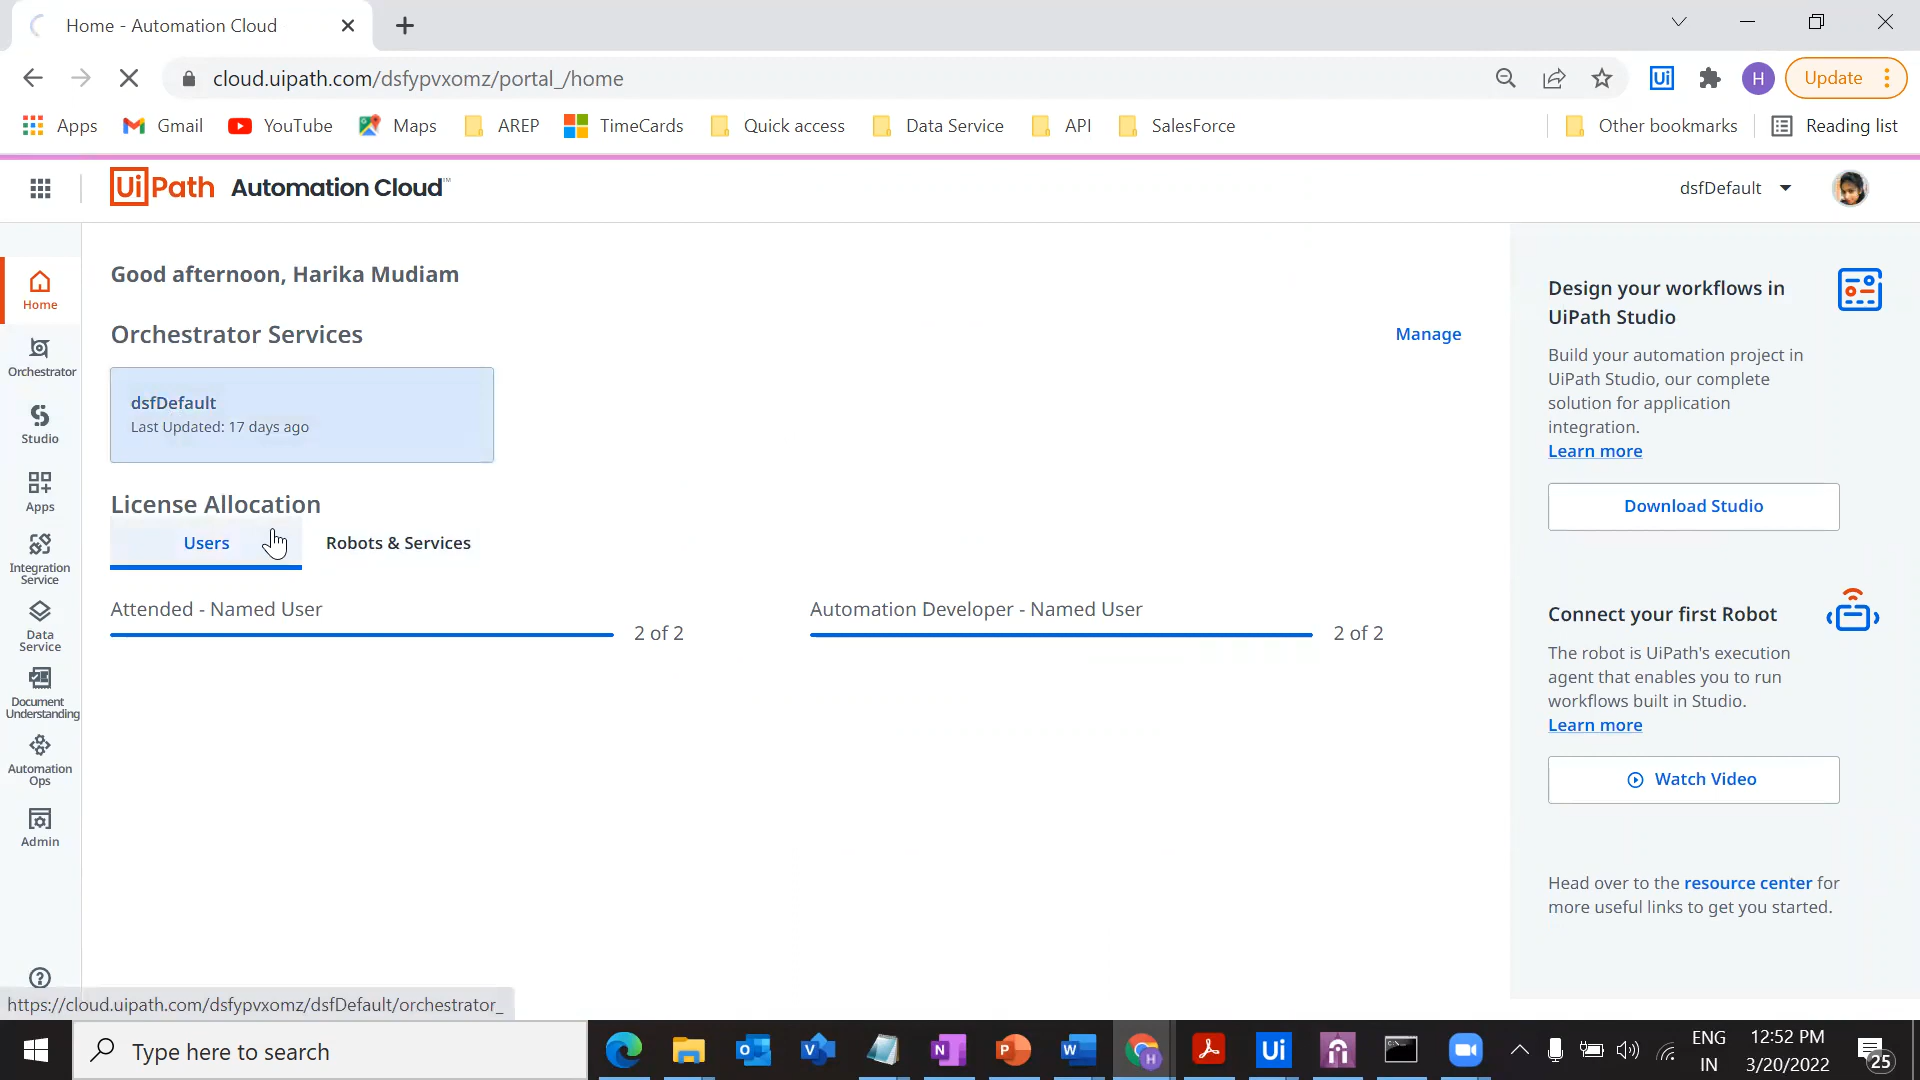 Home - Automation Cloud
cloud.uipath.com/dsfypvxomz/portal_/home
Ui
H
Update
Apps
Gmail
YouTube
Maps
AREP
TimeCards
Quick access
Data Service
API
SalesForce
Other bookmarks
Reading list
UiPath Automation Cloud™
dsfDefault
Home
Orchestrator
Studio
Apps
Integration
Service
Data
Service
Document
Understanding
Automation
Ops
Admin
Good afternoon, Harika Mudiam
Orchestrator Services
Manage
dsfDefault
Last Updated: 17 days ago
License Allocation
Users
Robots & Services
Attended - Named User
2 of 2
Automation Developer - Named User
2 of 2
Design your workflows in
UiPath Studio
Build your automation project in
UiPath Studio, our complete
solution for application
integration.
Learn more
Download Studio
Connect your first Robot
The robot is UiPath's execution
agent that enables you to run
workflows built in Studio.
Learn more
Watch Video
Head over to the resource center for
more useful links to get you started.
https://cloud.uipath.com/dsfypvxomz/dsfDefault/orchestrator_
Type here to search
Ui
ENG
IN
12:52 PM
3/20/2022
25